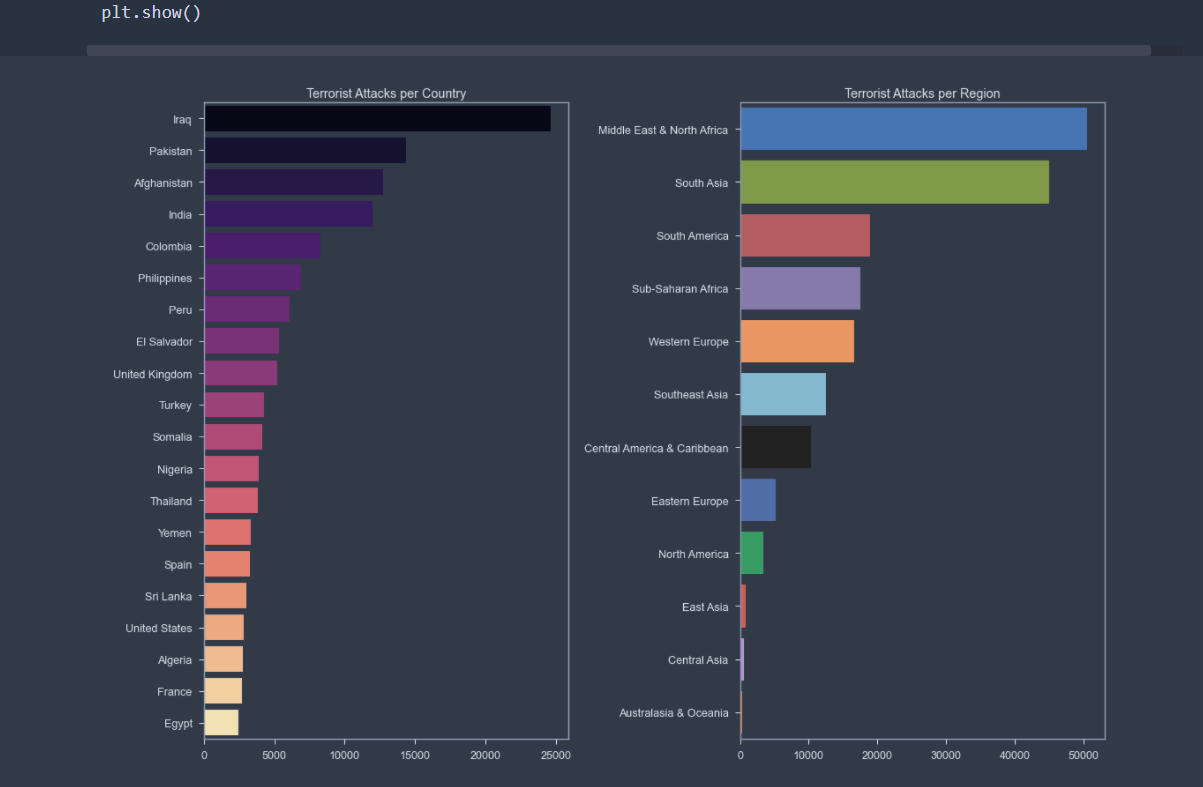 plt.show()
Terrorist Attacks per Country
Iraq
Pakistan
Afghanistan
India
Colombia
Philippines
Peru
El Salvador
United Kingdom
Turkey
Somalia
Nigeria
Thailand
Yemen
Spain
Sri Lanka
United States
Algeria
France
Egypt
0 5000 10000 15000 20000 25000
Terrorist Attacks per Region
Middle East & North Africa
South Asia
South America
Sub-Saharan Africa
Western Europe
Southeast Asia
Central America & Caribbean
Eastern Europe
North America
East Asia
Central Asia
Australasia & Oceania
0 10000 20000 30000 40000 50000